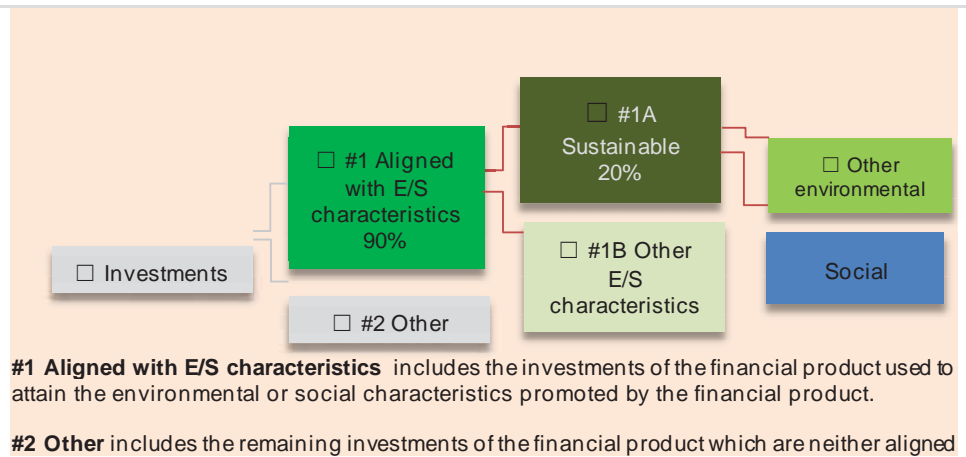 ☐ Investments
☐ #1 Aligned
with E/S
characteristics
90%
☐ #2 Other
☐ #1A
Sustainable
20%
☐ #1B Other
E/S
characteristics
☐ Other
environmental
Social
#1 Aligned with E/S characteristics includes the investments of the financial product used to
attain the environmental or social characteristics promoted by the financial product.
#2 Other includes the remaining investments of the financial product which are neither aligned